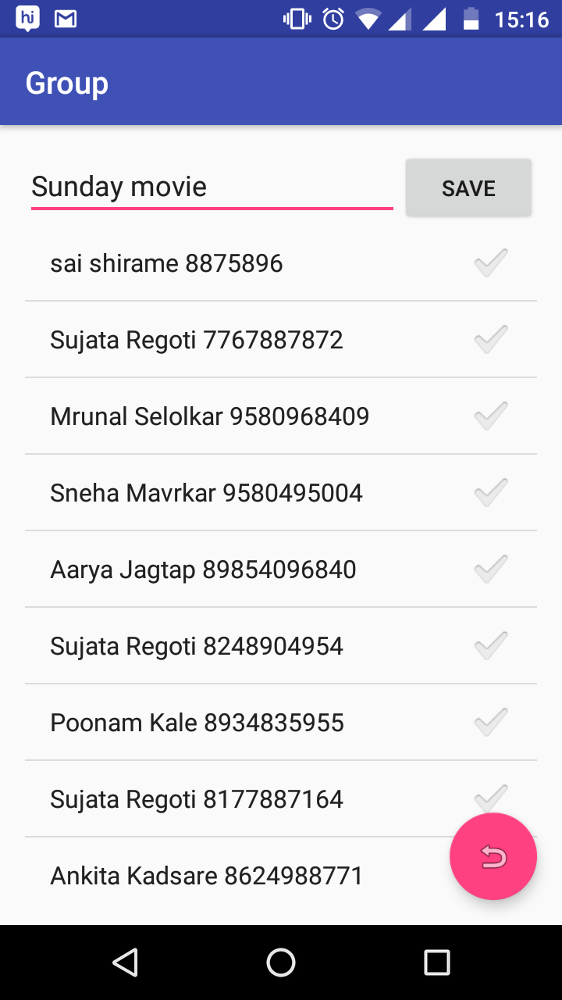 hi 15:16
Group
Sunday movie SAVE
sai shirame 8875896
Sujata Regoti 7767887872
Mrunal Selolkar 9580968409
Sneha Mavrkar 9580495004
Aarya Jagtap 89854096840
Sujata Regoti 8248904954
Poonam Kale 8934835955
Sujata Regoti 8177887164
Ankita Kadsare 8624988771